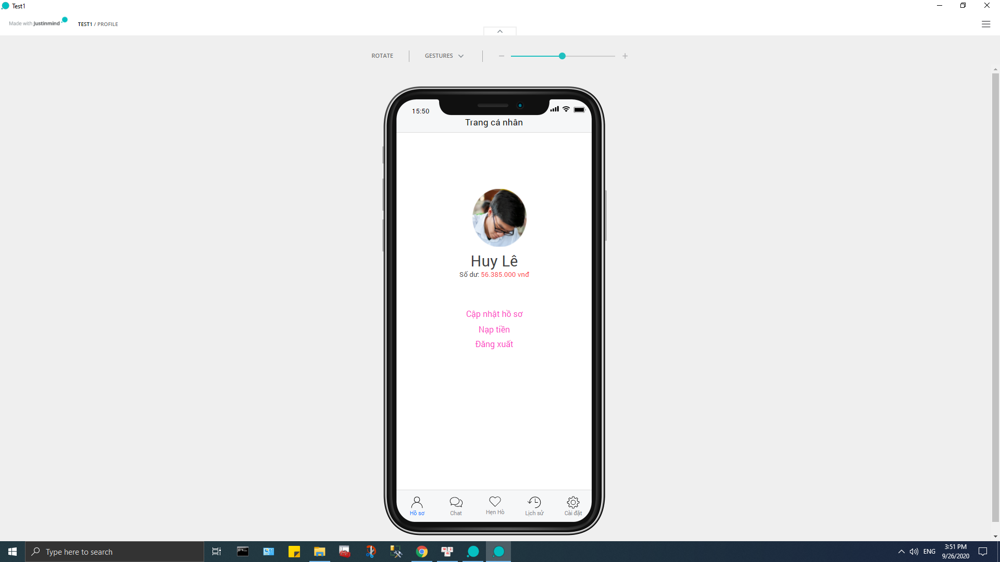 Test1
Made with Justinmind
TEST1 / PROFILE
ROTATE
GESTURES
15:50
Trang cá nhân
Huy Lê
Số dư: 56.385.000 vnđ
Cập nhật hồ sơ
Nạp tiền
Đăng xuất
Hồ sơ
Chat
Hẹn Hò
Lịch sử
Cài đặt
Type here to search
ENG
3:51 PM
9/26/2020